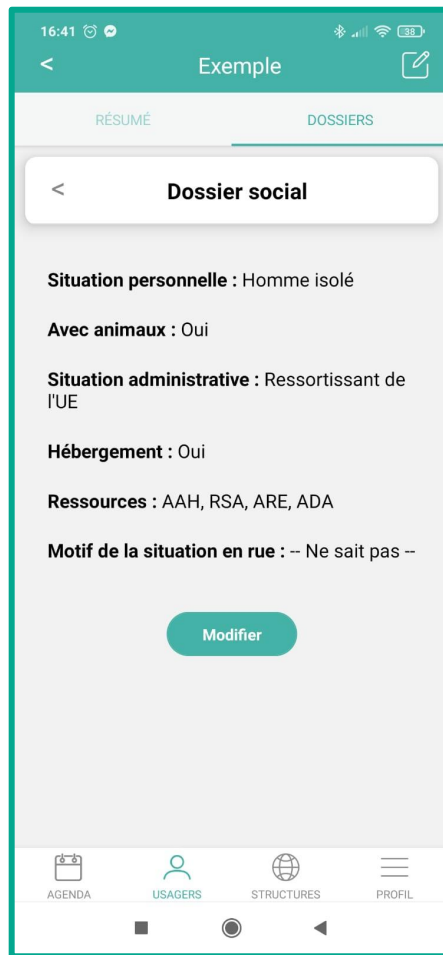 16:41
38
< Exemple
RÉSUMÉ DOSSIERS
< Dossier social
Situation personnelle : Homme isolé
Avec animaux : Oui
Situation administrative : Ressortissant de
l'UE
Hébergement : Oui
Ressources : AAH, RSA, ARE, ADA
Motif de la situation en rue : -- Ne sait pas --
Modifier
AGENDA USAGERS STRUCTURES PROFIL